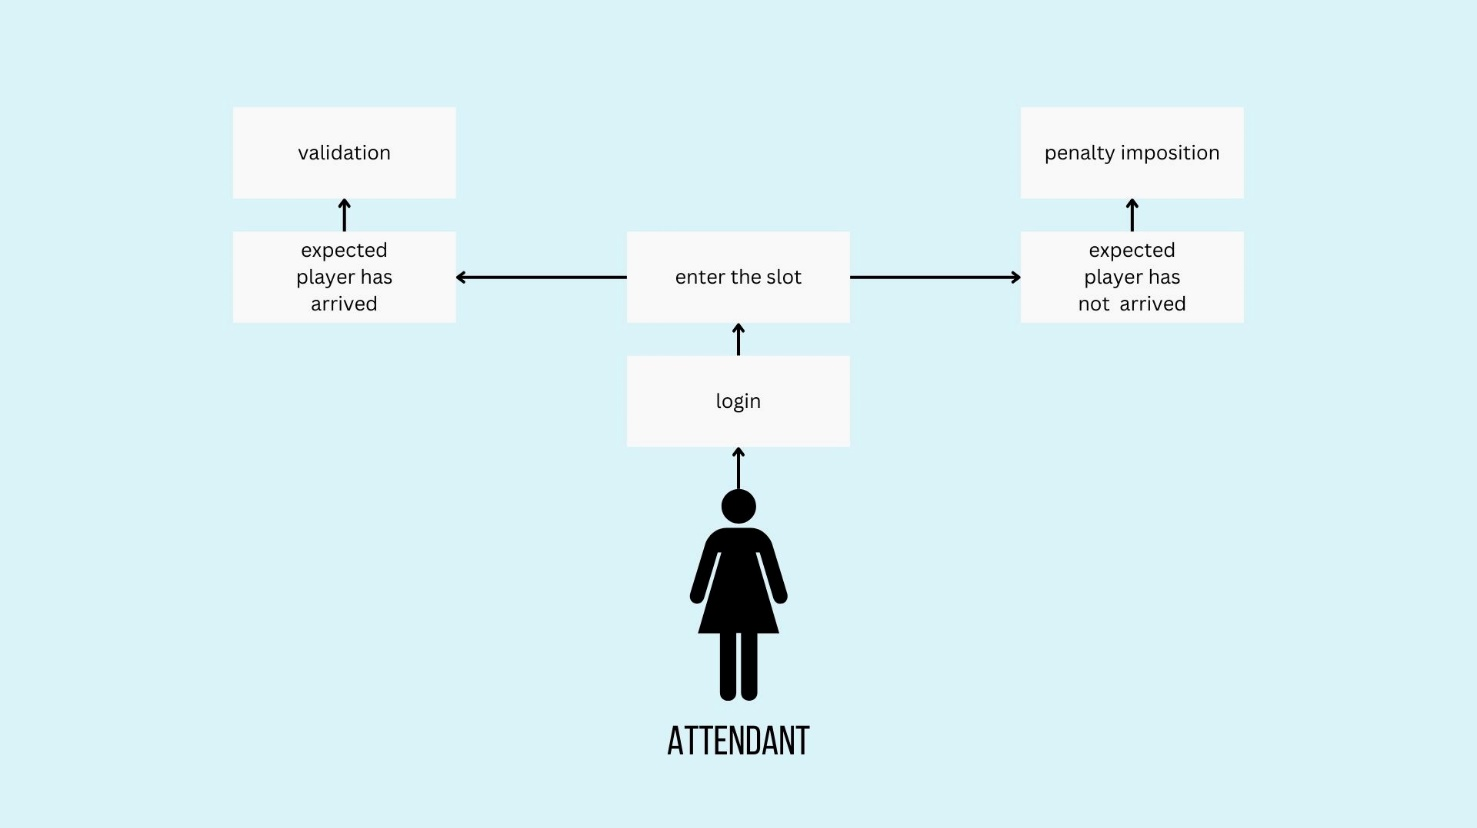 validation
penalty imposition
expected
player has
arrived
enter the slot
expected
player has
not arrived
login
ATTENDANT